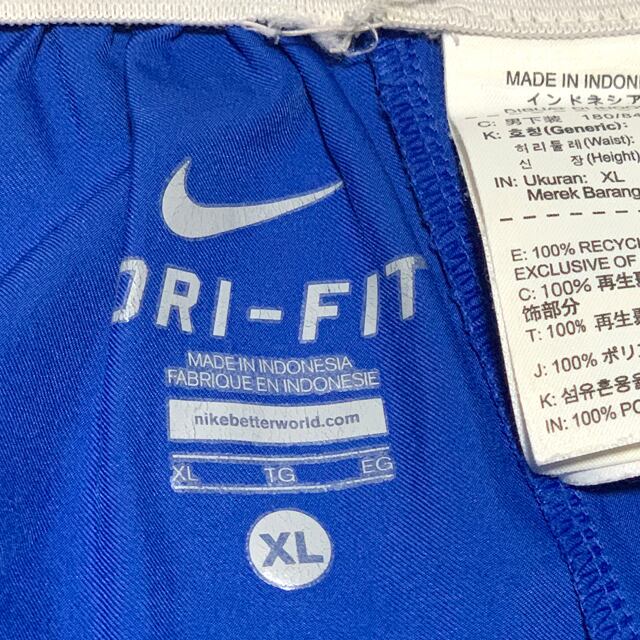 DRI-FIT
MADE IN INDONESIA
FABRIQUE EN INDONESIE
nikebetterworld.com
XL TG EG
XL
MADE IN INDONE
インドネシア
C: 男下装 180/84
K: 호칭(Generic):
허리둘레(Waist):
신 장(Height)
IN: Ukuran: XL
Merek Barang
E: 100% RECYC
EXCLUSIVE OF
C: 100% 再生
饰部分
T: 100% 再生
J: 100% ポリ
K: 섬유혼용율
IN: 100% PO